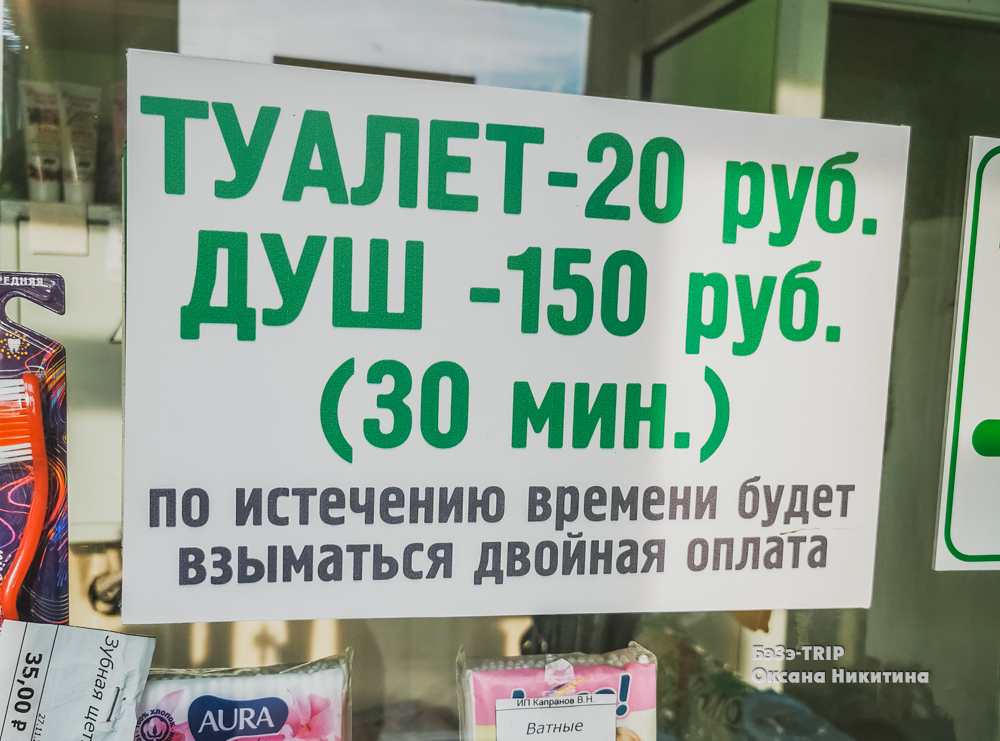 ТУАЛЕТ-20 руб.
ДУШ -150 руб.
(30 мин.)
по истечению времени будет
взыматься двойная оплата
РЕДНЯЯ
Зубная щет
35,00 ₽
AURA
ИП Капранов В.Н.
Ватные
БэЗэ-TRIP
Оксана Никитина